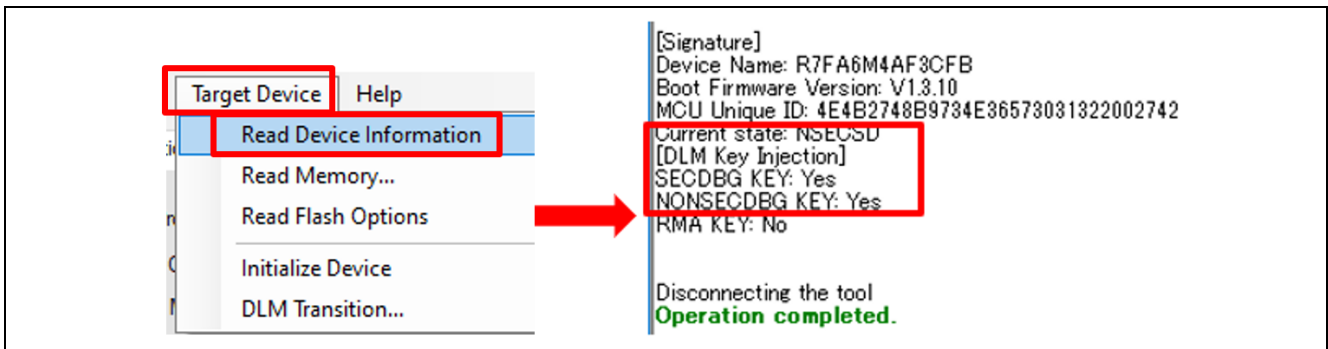 Target Device Help
Read Device Information
Read Memory...
Read Flash Options
Initialize Device
DLM Transition...
[Signature]
Device Name: R7FA6M4AF3CFB
Boot Firmware Version: V1.3.10
MCU Unique ID: 4E4B2748B9734E36573031322002742
Current state: NSECSD
[DLM Key Injection]
SECDBG KEY: Yes
NONSECDBG KEY: Yes
RMA KEY: No
Disconnecting the tool
Operation completed.